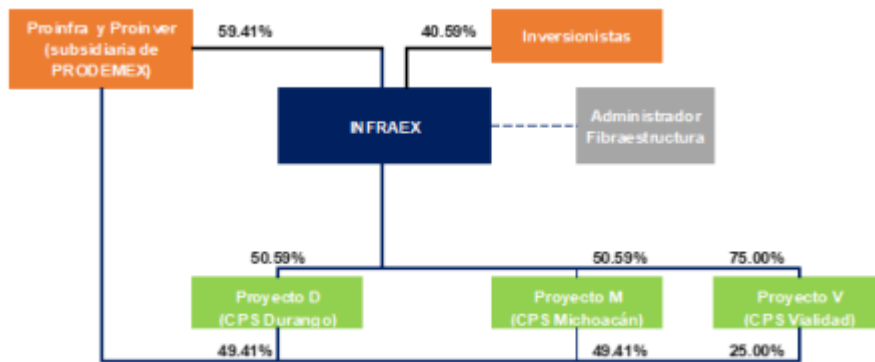 Proinfra y Proinver
(subsidiaria de
PRODEMEX)
59.41%
40.59%
Inversionistas
INFRAEX
Administrador
Fibraestructura
50.59%
50.59%
75.00%
Proyecto D
(CPS Durango)
Proyecto M
(CPS Michoacán)
Proyecto V
(CPS Vialidad)
49.41%
49.41%
25.00%